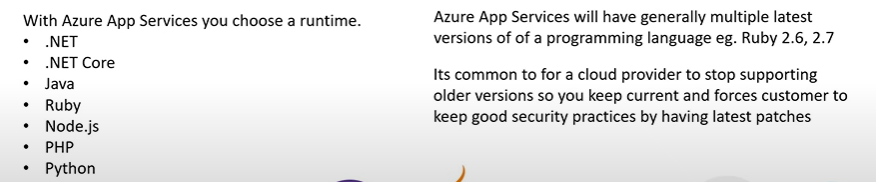 With Azure App Services you choose a runtime.
• .NET
• .NET Core
• Java
• Ruby
• Node.js
• PHP
• Python
Azure App Services will have generally multiple latest
versions of of a programming language eg. Ruby 2.6, 2.7
Its common to for a cloud provider to stop supporting
older versions so you keep current and forces customer to
keep good security practices by having latest patches